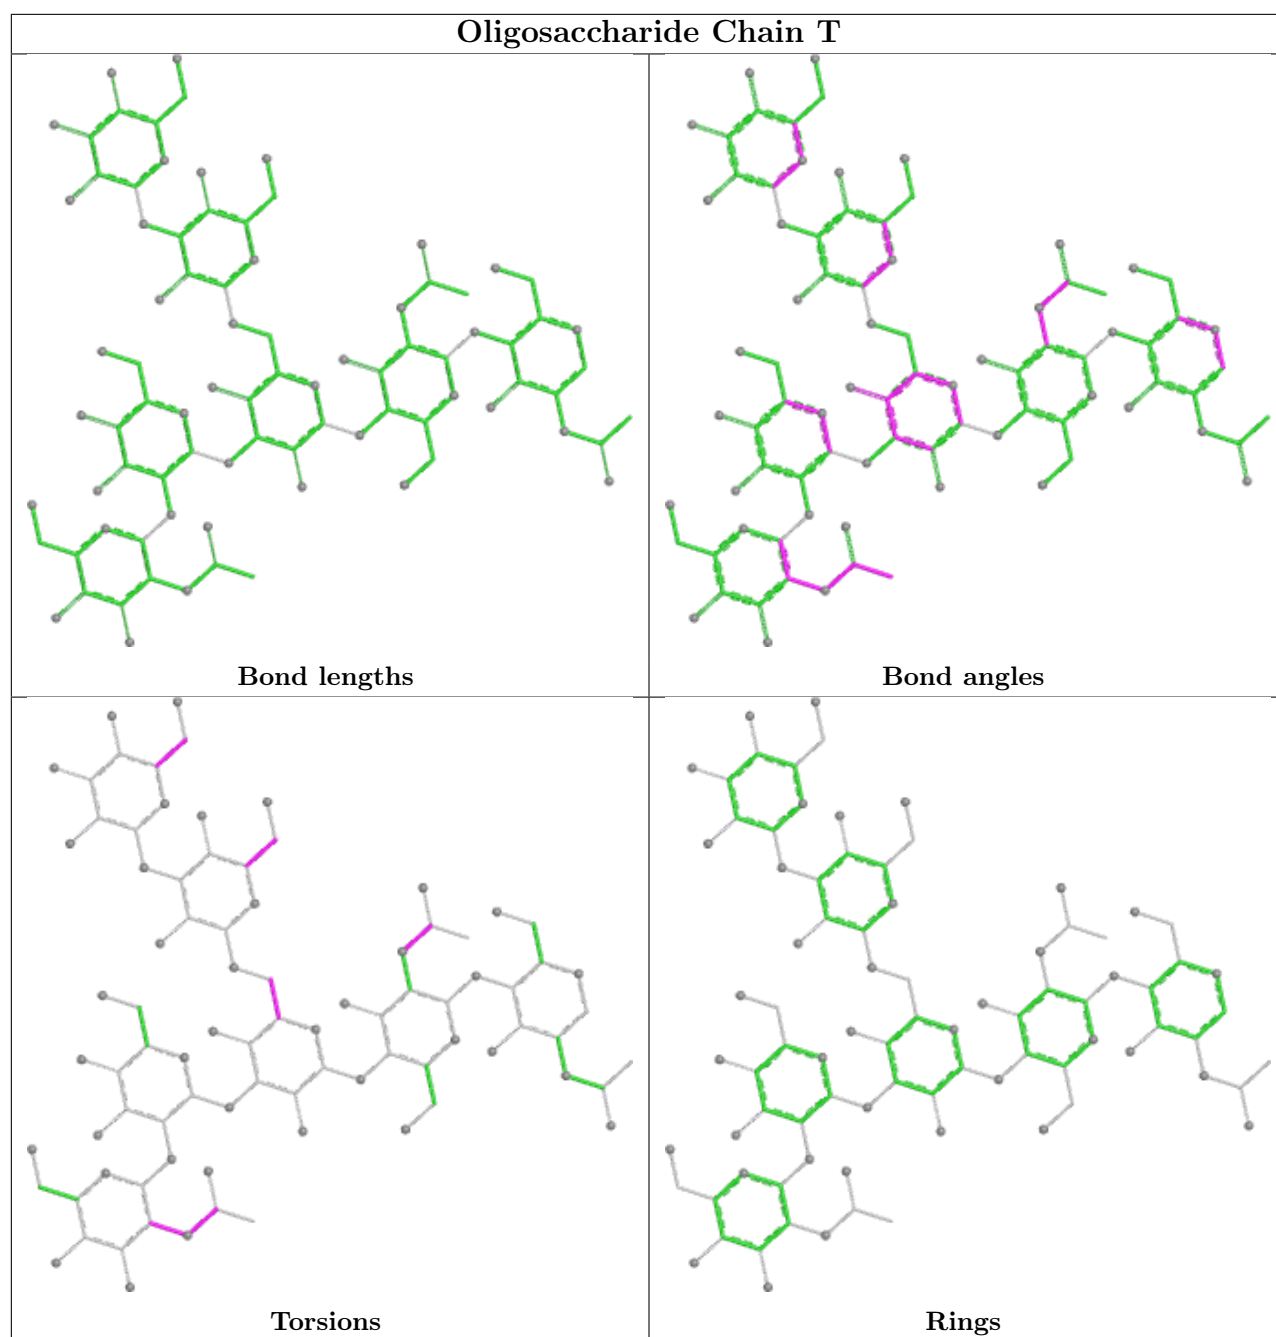 Oligosaccharide Chain T
Bond lengths
Bond angles
Torsions
Rings